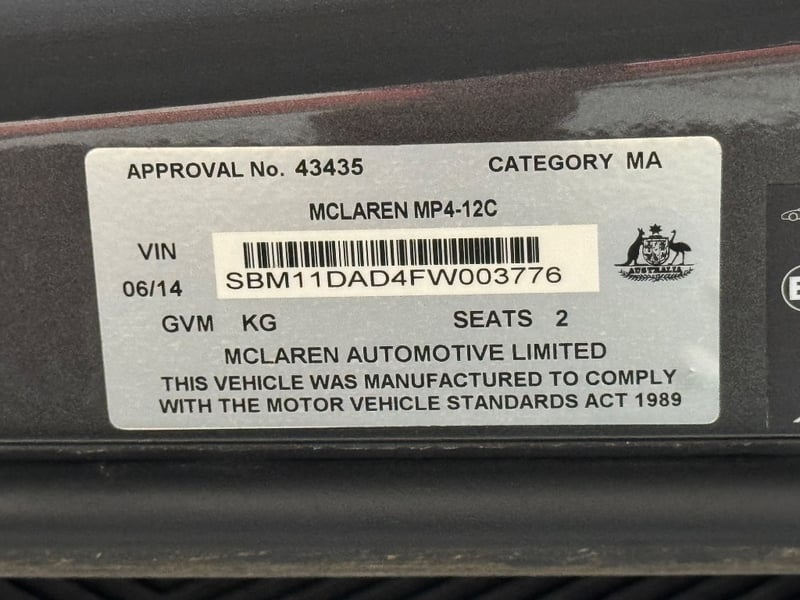 APPROVAL No. 43435 CATEGORY MA
MCLAREN MP4-12C
VIN
06/14 SBM11DAD4FW003776
AUSTRALIA
GVM KG SEATS 2
MCLAREN AUTOMOTIVE LIMITED
THIS VEHICLE WAS MANUFACTURED TO COMPLY
WITH THE MOTOR VEHICLE STANDARDS ACT 1989